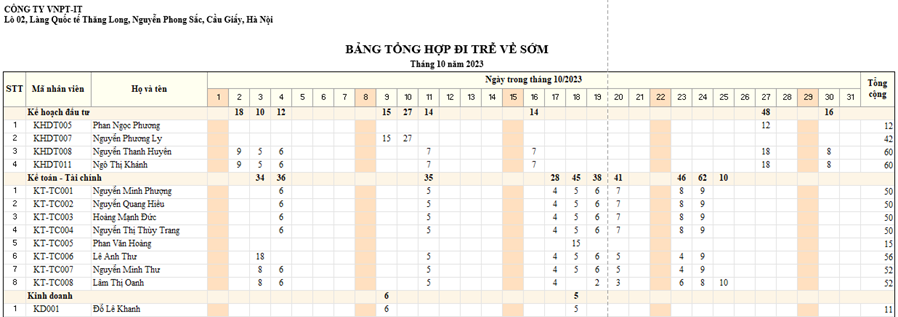 CÔNG TY VNPT-IT
Lô 02, Làng Quốc tế Thăng Long, Nguyễn Phong Sắc, Cầu Giấy, Hà Nội
BẢNG TỔNG HỢP ĐI TRỄ VỀ SỚM
Tháng 10 năm 2023
STT Mã nhân viên Họ và tên Ngày trong tháng 10/2023 Tổng cộng
1 2 3 4 5 6 7 8 9 10 11 12 13 14 15 16 17 18 19 20 21 22 23 24 25 26 27 28 29 30 31
Kế hoạch đầu tư 18 10 12 15 27 14 14 48 16
1 KHDT005 Phan Ngọc Phương 12 12
2 KHDT007 Nguyễn Phương Ly 15 27 42
3 KHDT008 Nguyễn Thanh Huyền 9 5 6 7 7 18 8 60
4 KHDT011 Ngô Thị Khánh 9 5 6 7 7 18 8 60
Kế toán - Tài chính 34 36 35 28 45 38 41 46 62 10
1 KT-TC001 Nguyễn Minh Phượng 6 5 4 5 6 7 8 9 50
2 KT-TC002 Nguyễn Quang Hiếu 6 5 4 5 6 7 8 9 50
3 KT-TC003 Hoàng Mạnh Đức 6 5 4 5 6 7 8 9 50
4 KT-TC004 Nguyễn Thị Thùy Trang 6 5 4 5 6 7 8 9 50
5 KT-TC005 Phan Văn Hoàng 15 15
6 KT-TC006 Lê Anh Thư 18 5 4 5 6 5 4 9 56
7 KT-TC007 Nguyễn Minh Thư 8 6 5 4 5 6 5 4 9 52
8 KT-TC008 Lâm Thị Oanh 8 6 5 4 2 3 6 8 10 52
Kinh doanh 6 5
1 KD001 Đỗ Lê Khanh 6 5 11